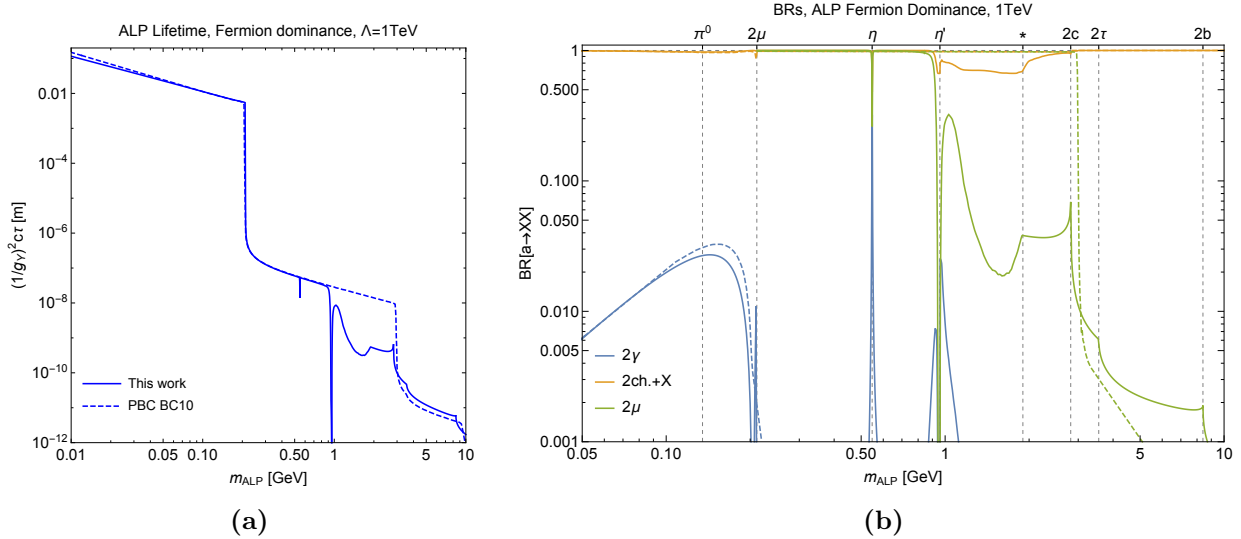 ALP Lifetime, Fermion dominance, Λ=1TeV
(1/gY)²cτ [m]
0.01
10⁻⁴
10⁻⁶
10⁻⁸
10⁻¹⁰
10⁻¹²
This work
PBC BC10
0.01 0.05 0.10 0.50 1 5 10
mALP [GeV]
(a)
BRs, ALP Fermion Dominance, 1TeV
π⁰ 2μ η η' * 2c 2τ 2b
BR[a→XX]
1
0.500
0.100
0.050
0.010
0.005
0.001
2γ
2ch.+X
2μ
0.05 0.10 0.50 1 5 10
mALP [GeV]
(b)